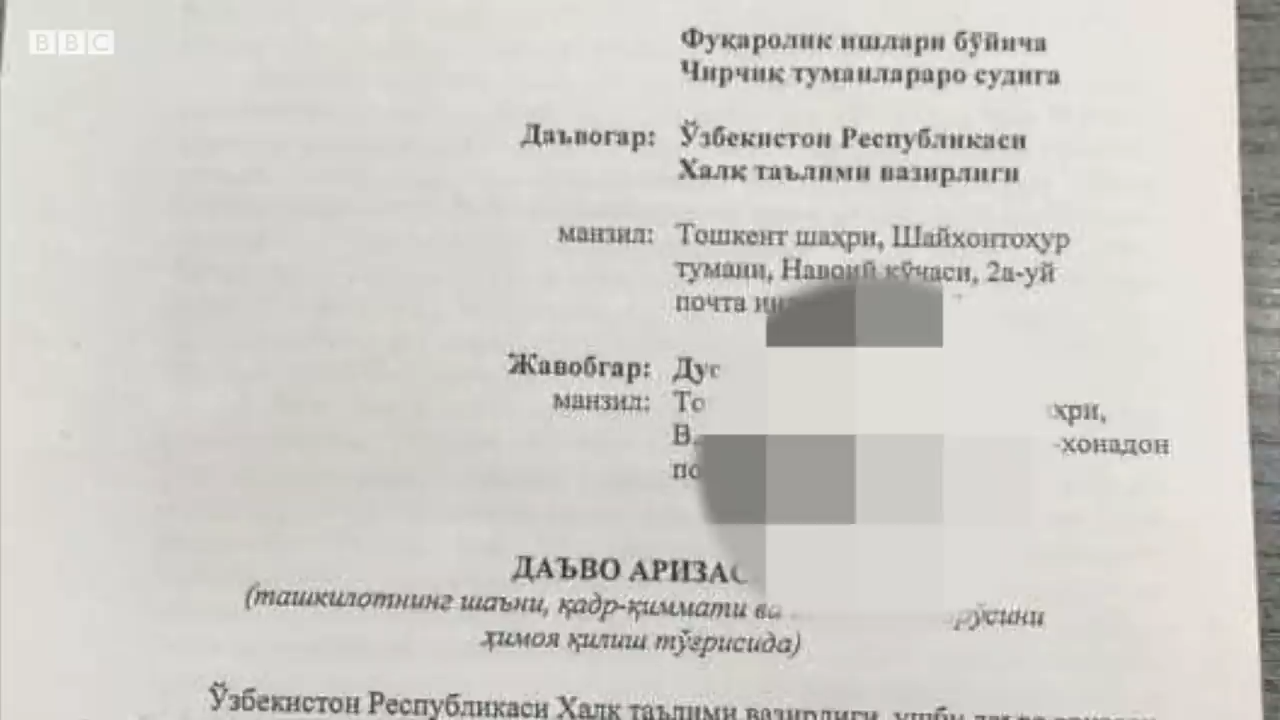 BBC
Фуқаролик ишлари бўйича
Чирчиқ туманлараро судига
Даъвогар: Ўзбекистон Республикаси
Халқ таълими вазирлиги
манзил: Тошкент шаҳри, Шайхонтоҳур
тумани, Навоий кўчаси, 2а-уй
почта
Жавобгар:
манзил:
-хонадон
ДАЪВО
(ташкилотнинг шаъни, қадр-қиммати ва
ҳимоя қилиш тўғрисида)
Ўзбекистон Республикаси Халқ таълими вазирлиги, ушбу